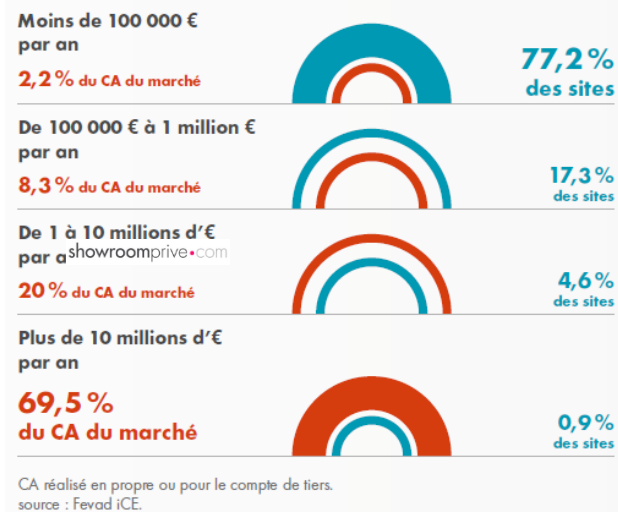 Moins de 100 000 €
par an
2,2 % du CA du marché
77,2 %
des sites
De 100 000 € à 1 million €
par an
8,3 % du CA du marché
17,3 %
des sites
De 1 à 10 millions d’€
par a
showroomprive•com
20 % du CA du marché
4,6 %
des sites
Plus de 10 millions d’€
par an
69,5 %
du CA du marché
0,9 %
des sites
CA réalisé en propre ou pour le compte de tiers.
source : Fevad iCE.